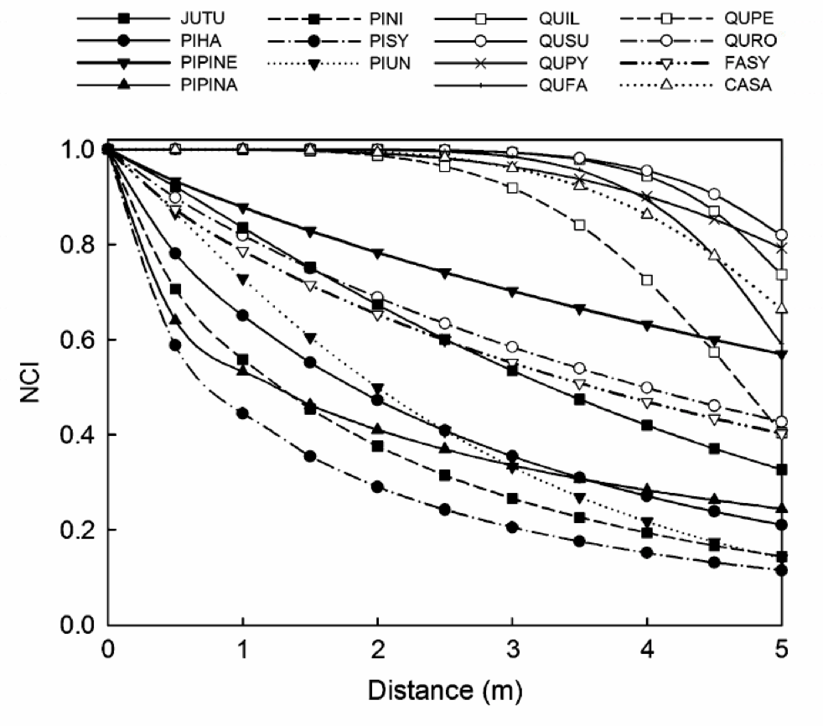 JUTU PINI QUIL QUPE
PIHA PISY QUSU QURO
PIPINE PIUN QUPY FASY
PIPINA QUFA CASA
1.0
0.8
0.6
0.4
0.2
0.0
NCI
0 1 2 3 4 5
Distance (m)